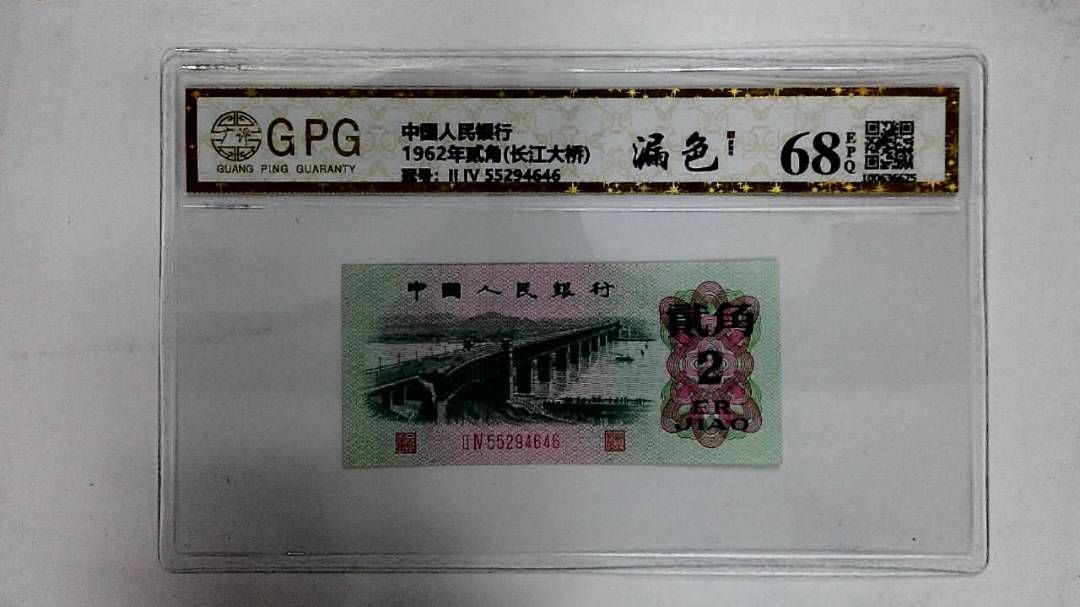 广评
GPG
GUANG PING GUARANTY
中国人民银行
1962年贰角(长江大桥)
冠号: II IV 55294646
漏色
68
EPQ
100636625
中國人民銀行
貳角
2
ER
JIAO
II IV 55294646